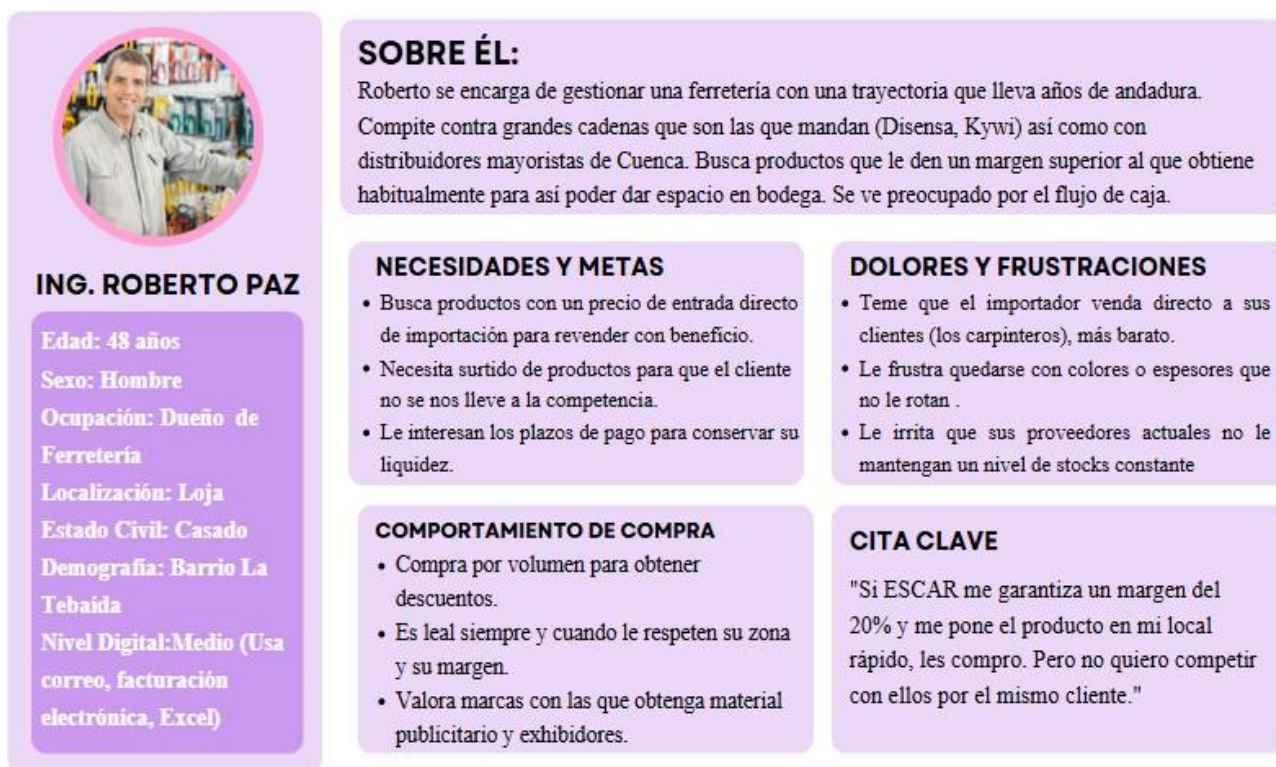 ING. ROBERTO PAZ
Edad: 48 años
Sexo: Hombre
Ocupación: Dueño de
Ferretería
Localización: Loja
Estado Civil: Casado
Demografía: Barrio La
Tebaida
Nivel Digital:Medio (Usa
correo, facturación
electrónica, Excel)
SOBRE ÉL:
Roberto se encarga de gestionar una ferretería con una trayectoria que lleva años de andadura.
Compite contra grandes cadenas que son las que mandan (Disensa, Kywi) así como con
distribuidores mayoristas de Cuenca. Busca productos que le den un margen superior al que obtiene
habitualmente para así poder dar espacio en bodega. Se ve preocupado por el flujo de caja.
NECESIDADES Y METAS
• Busca productos con un precio de entrada directo
de importación para revender con beneficio.
• Necesita surtido de productos para que el cliente
no se nos lleve a la competencia.
• Le interesan los plazos de pago para conservar su
liquidez.
DOLORES Y FRUSTRACIONES
• Teme que el importador venda directo a sus
clientes (los carpinteros), más barato.
• Le frustra quedarse con colores o espesores que
no le rotan .
• Le irrita que sus proveedores actuales no le
mantengan un nivel de stocks constante
COMPORTAMIENTO DE COMPRA
• Compra por volumen para obtener
descuentos.
• Es leal siempre y cuando le respeten su zona
y su margen.
• Valora marcas con las que obtenga material
publicitario y exhibidores.
CITA CLAVE
"Si ESCAR me garantiza un margen del
20% y me pone el producto en mi local
rápido, les compro. Pero no quiero competir
con ellos por el mismo cliente."